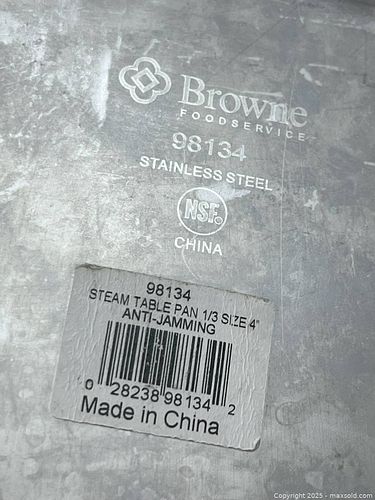 Browne
FOODSERVICE
98134
STAINLESS STEEL
NSF®
CHINA
98134
STEAM TABLE PAN 1/3 SIZE 4"
ANTI-JAMMING
0 28238 98134 2
Made in China
Copyright 2025 - maxsold.com